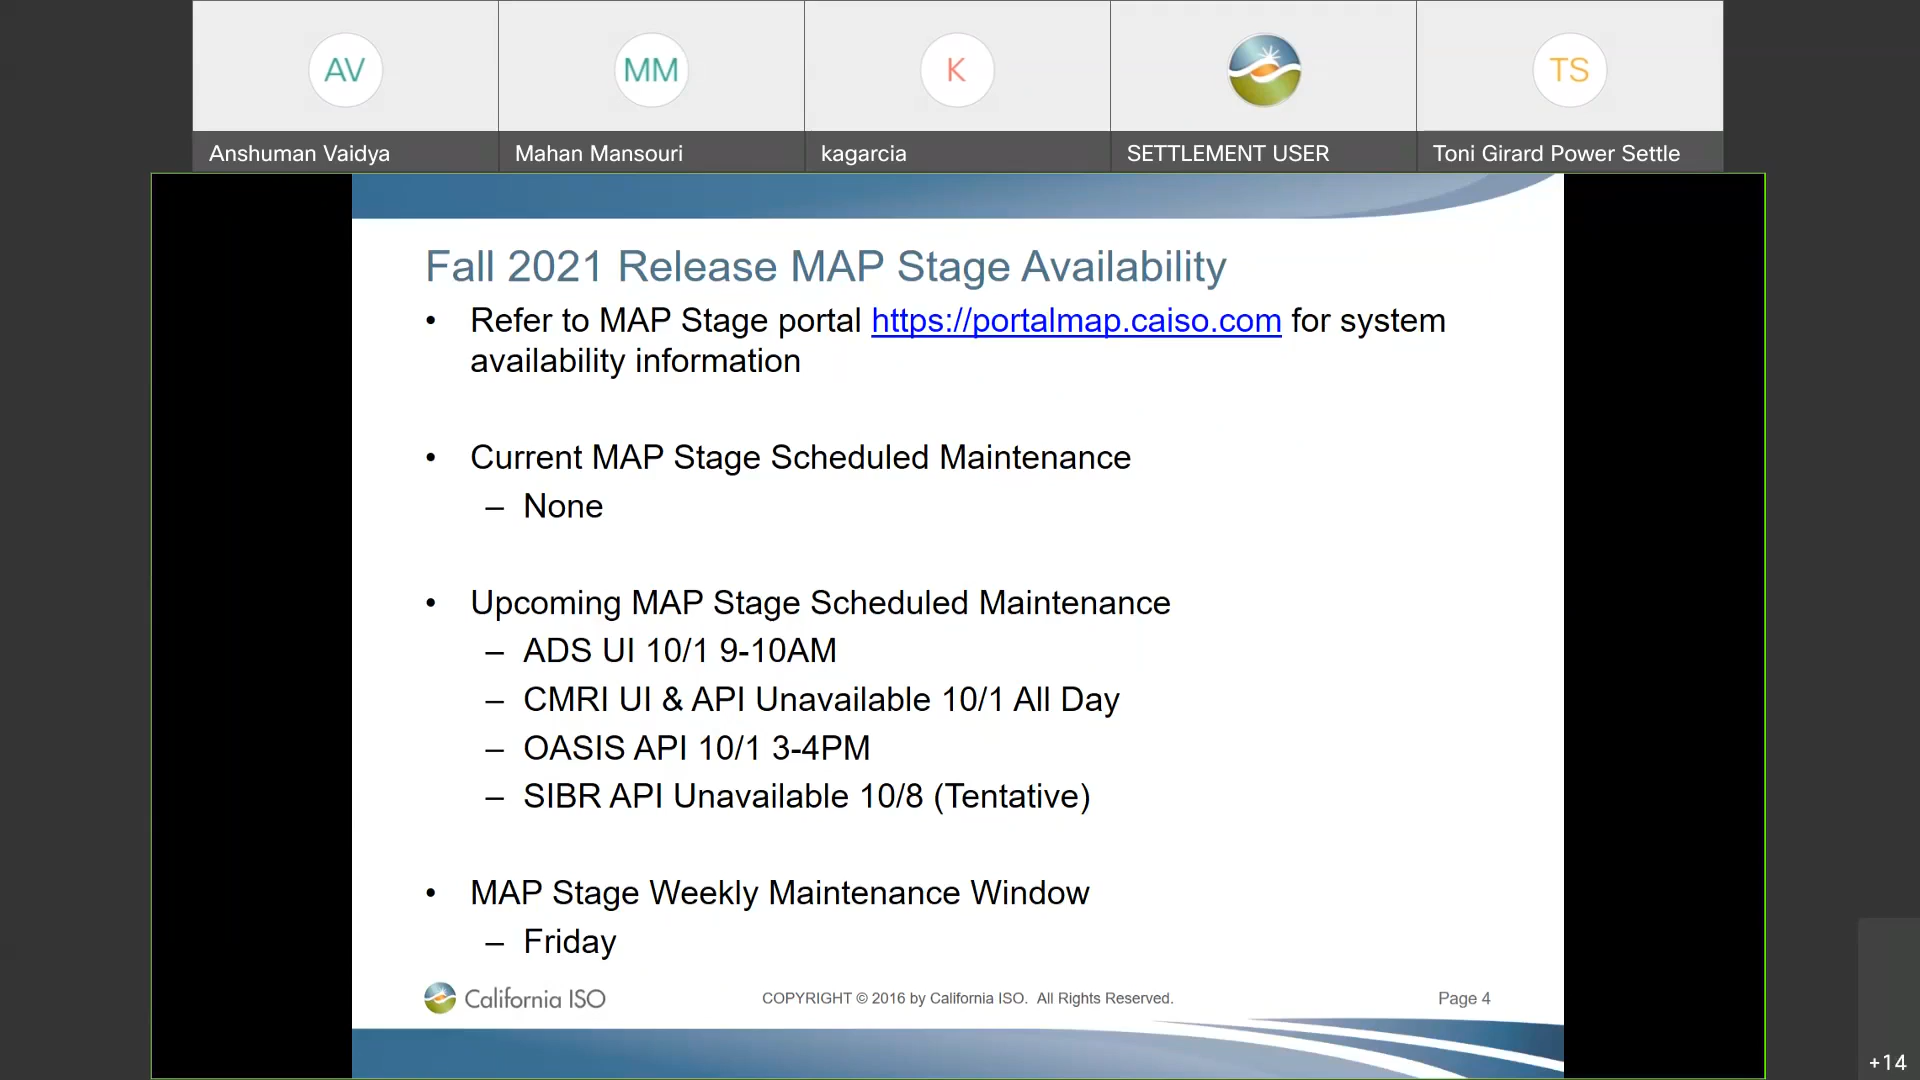 AV
MM
K
TS
Anshuman Vaidya
Mahan Mansouri
kagarcia
SETTLEMENT USER
Toni Girard Power Settle
Fall 2021 Release MAP Stage Availability
• Refer to MAP Stage portal https://portalmap.caiso.com for system
availability information
• Current MAP Stage Scheduled Maintenance
– None
• Upcoming MAP Stage Scheduled Maintenance
– ADS UI 10/1 9-10AM
– CMRI UI & API Unavailable 10/1 All Day
– OASIS API 10/1 3-4PM
– SIBR API Unavailable 10/8 (Tentative)
• MAP Stage Weekly Maintenance Window
– Friday
California ISO
COPYRIGHT © 2016 by California ISO. All Rights Reserved.
Page 4
+14